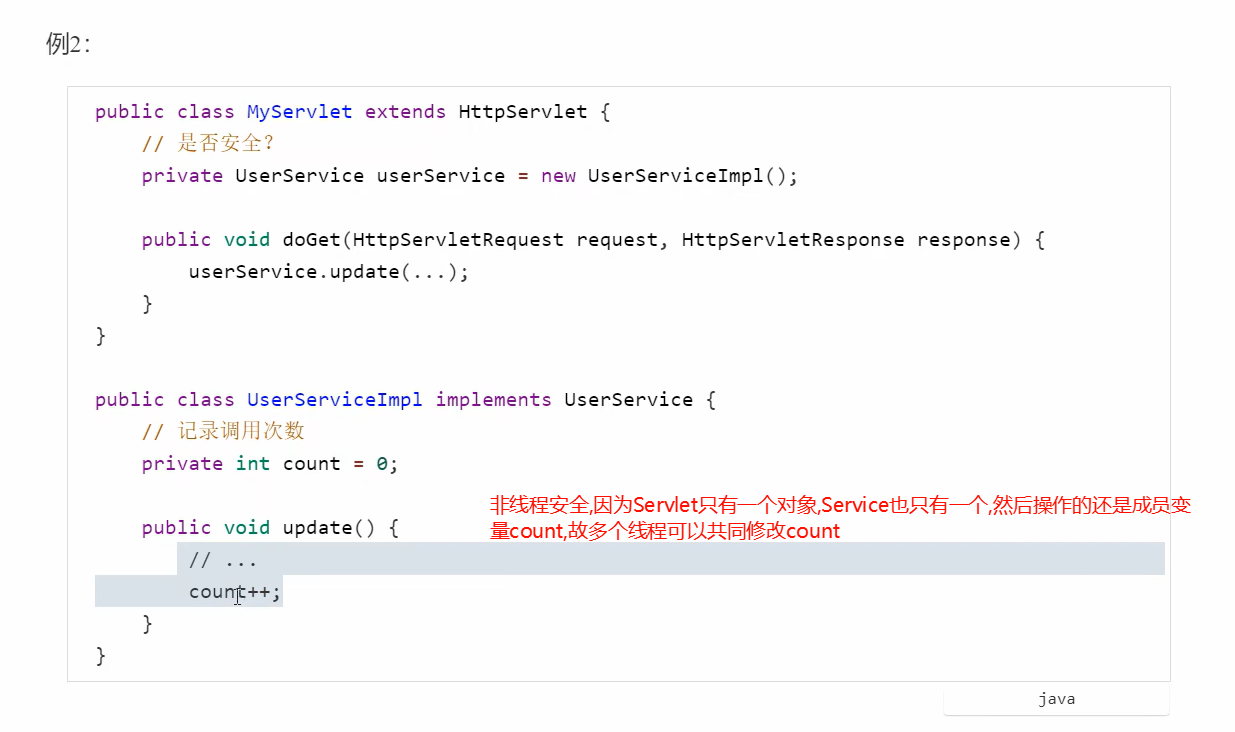 例2：
public class MyServlet extends HttpServlet {
// 是否安全？
private UserService userService = new UserServiceImpl();
public void doGet(HttpServletRequest request, HttpServletResponse response) {
userService.update(...);
}
}
public class UserServiceImpl implements UserService {
// 记录调用次数
private int count = 0;
非线程安全,因为Servlet只有一个对象,Service也只有一个,然后操作的还是成员变
量count,故多个线程可以共同修改count
public void update() {
// ...
count++;
}
}
java